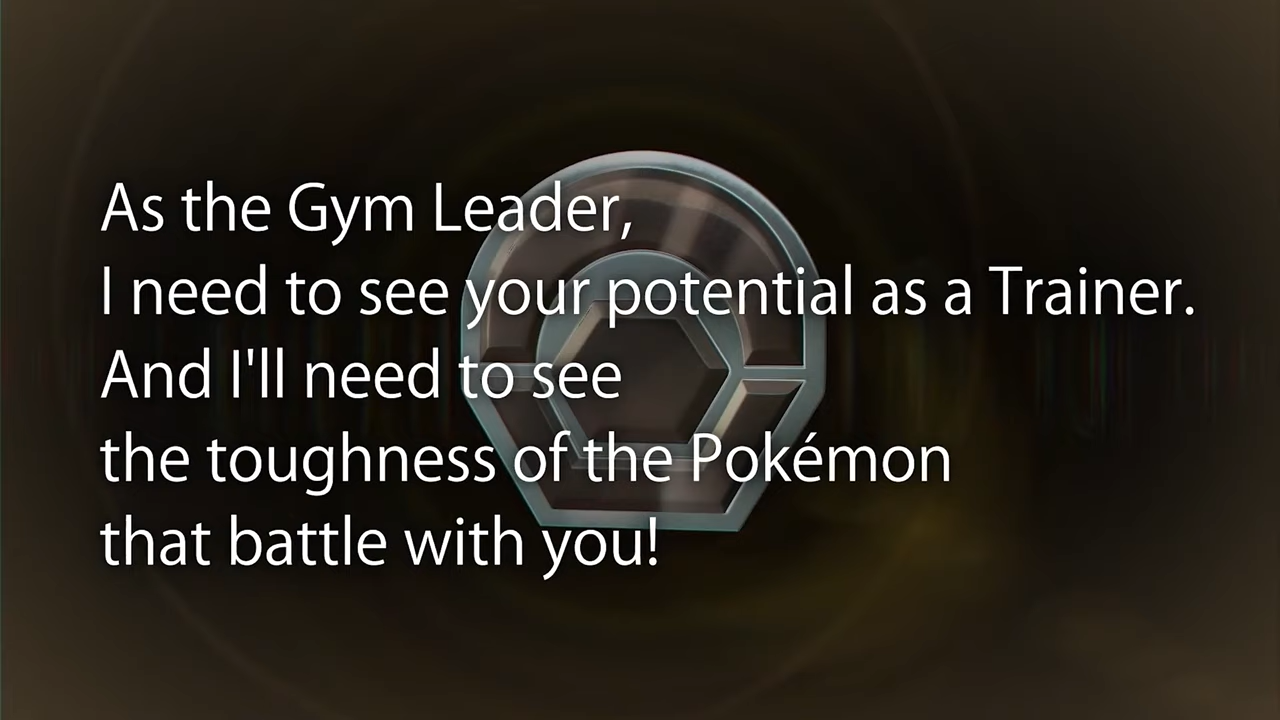 As the Gym Leader,
I need to see your potential as a Trainer.
And I'll need to see
the toughness of the Pokémon
that battle with you!